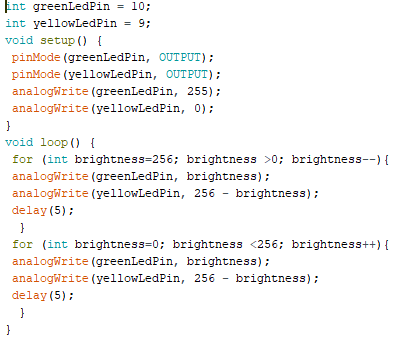 int greenLedPin = 10;
int yellowLedPin = 9;
void setup() {
 pinMode(greenLedPin, OUTPUT);
 pinMode(yellowLedPin, OUTPUT);
 analogWrite(greenLedPin, 255);
 analogWrite(yellowLedPin, 0);
}
void loop() {
 for (int brightness=256; brightness >0; brightness--){
 analogWrite(greenLedPin, brightness);
 analogWrite(yellowLedPin, 256 - brightness);
 delay(5);
  }
 for (int brightness=0; brightness <256; brightness++){
 analogWrite(greenLedPin, brightness);
 analogWrite(yellowLedPin, 256 - brightness);
 delay(5);
  }
}